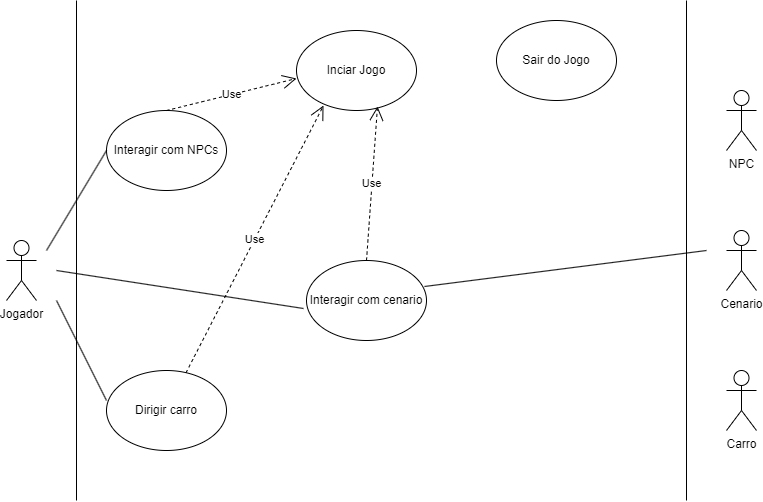 Inciar Jogo
Sair do Jogo
Use
Interagir com NPCs
NPC
Use
Use
Jogador
Interagir com cenario
Cenario
Dirigir carro
Carro